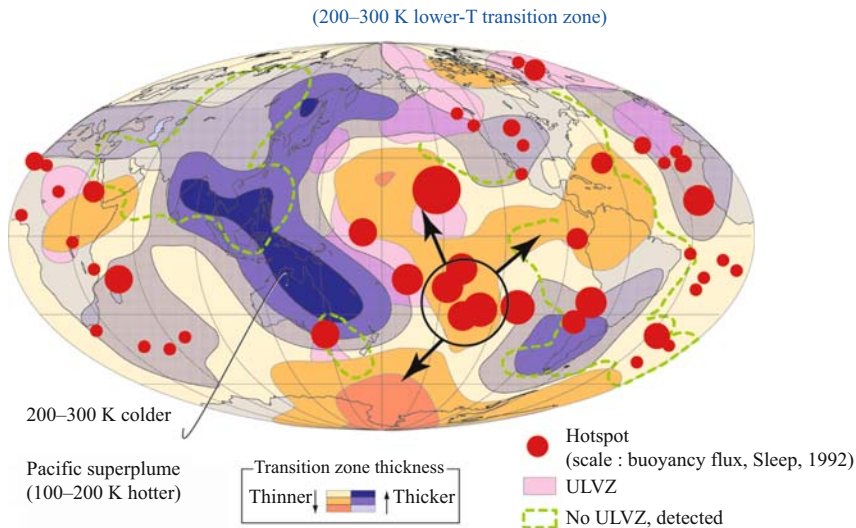 (200–300 K lower-T transition zone)
200–300 K colder
Pacific superplume
(100–200 K hotter)
Transition zone thickness
Thinner ↓ ↑ Thicker
Hotspot
(scale : buoyancy flux, Sleep, 1992)
ULVZ
No ULVZ, detected